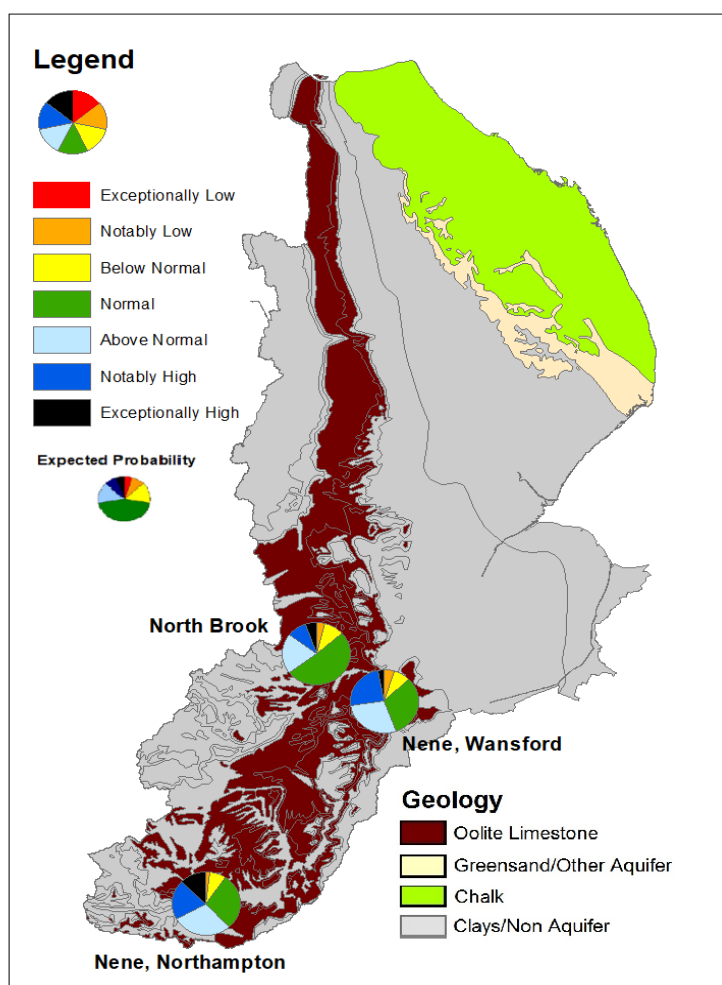 Legend
Exceptionally Low
Notably Low
Below Normal
Normal
Above Normal
Notably High
Exceptionally High
Expected Probability
North Brook
Nene, Wansford
Geology
Oolite Limestone
Greensand/Other Aquifer
Chalk
Clays/Non Aquifer
Nene, Northampton